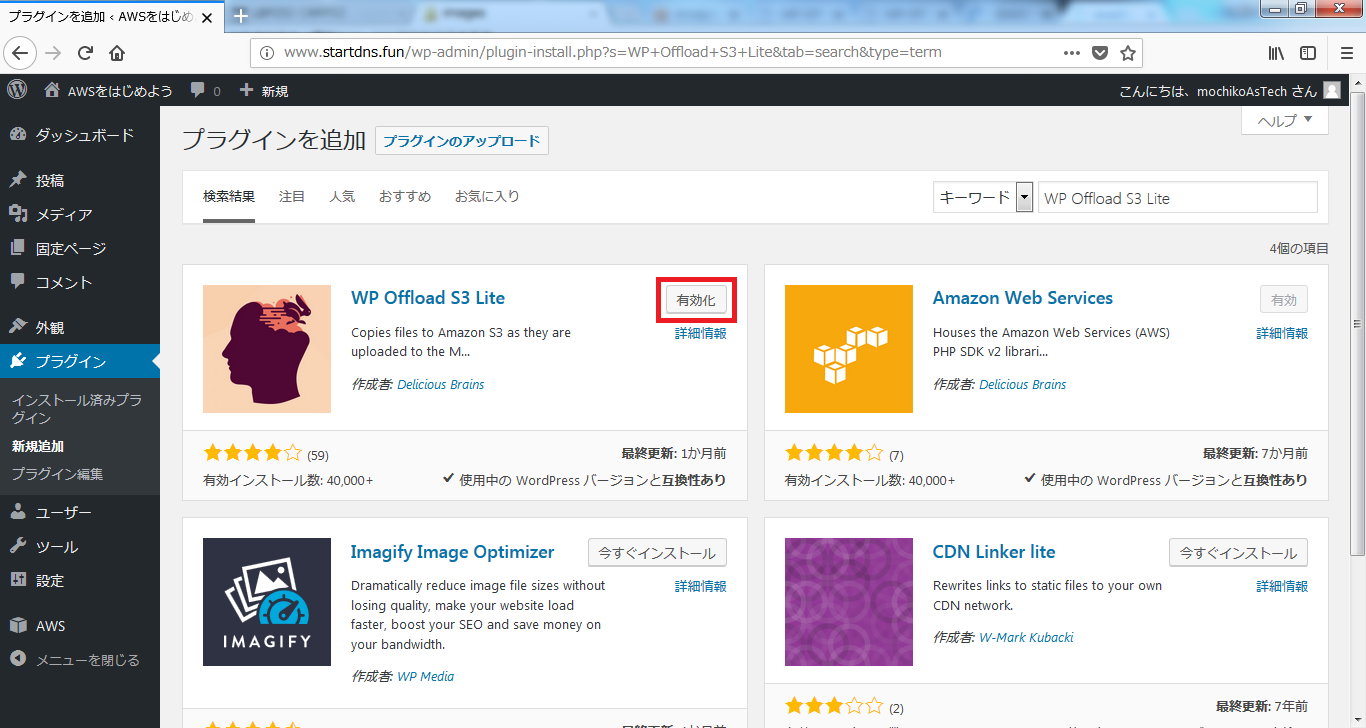 プラグインを追加 ‹ AWSをはじめ
images
www.startdns.fun/wp-admin/plugin-install.php?s=WP+Offload+S3+Lite&tab=search&type=term
AWSをはじめよう 0 新規
こんにちは、mochikoAsTech さん
ダッシュボード
投稿
メディア
固定ページ
コメント
外観
プラグイン
インストール済みプラ
グイン
新規追加
プラグイン編集
ユーザー
ツール
設定
AWS
メニューを閉じる
ヘルプ
プラグインを追加 プラグインのアップロード
検索結果 注目 人気 おすすめ お気に入り キーワード WP Offload S3 Lite
4個の項目
WP Offload S3 Lite
有効化
詳細情報
Copies files to Amazon S3 as they are
uploaded to the M...
作成者: Delicious Brains
(59)
最終更新: 1か月前
有効インストール数: 40,000+
使用中の WordPress バージョンと互換性あり
Amazon Web Services
有効
詳細情報
Houses the Amazon Web Services (AWS)
PHP SDK v2 librari...
作成者: Delicious Brains
(7)
最終更新: 7か月前
有効インストール数: 40,000+
使用中の WordPress バージョンと互換性あり
IMAGIFY
Imagify Image Optimizer
今すぐインストール
詳細情報
Dramatically reduce image file sizes without
losing quality, make your website load
faster, boost your SEO and save money on
your bandwidth.
作成者: WP Media
CDN Linker lite
今すぐインストール
詳細情報
Rewrites links to static files to your own
CDN network.
作成者: W-Mark Kubacki
(2)
最終更新: 7年前